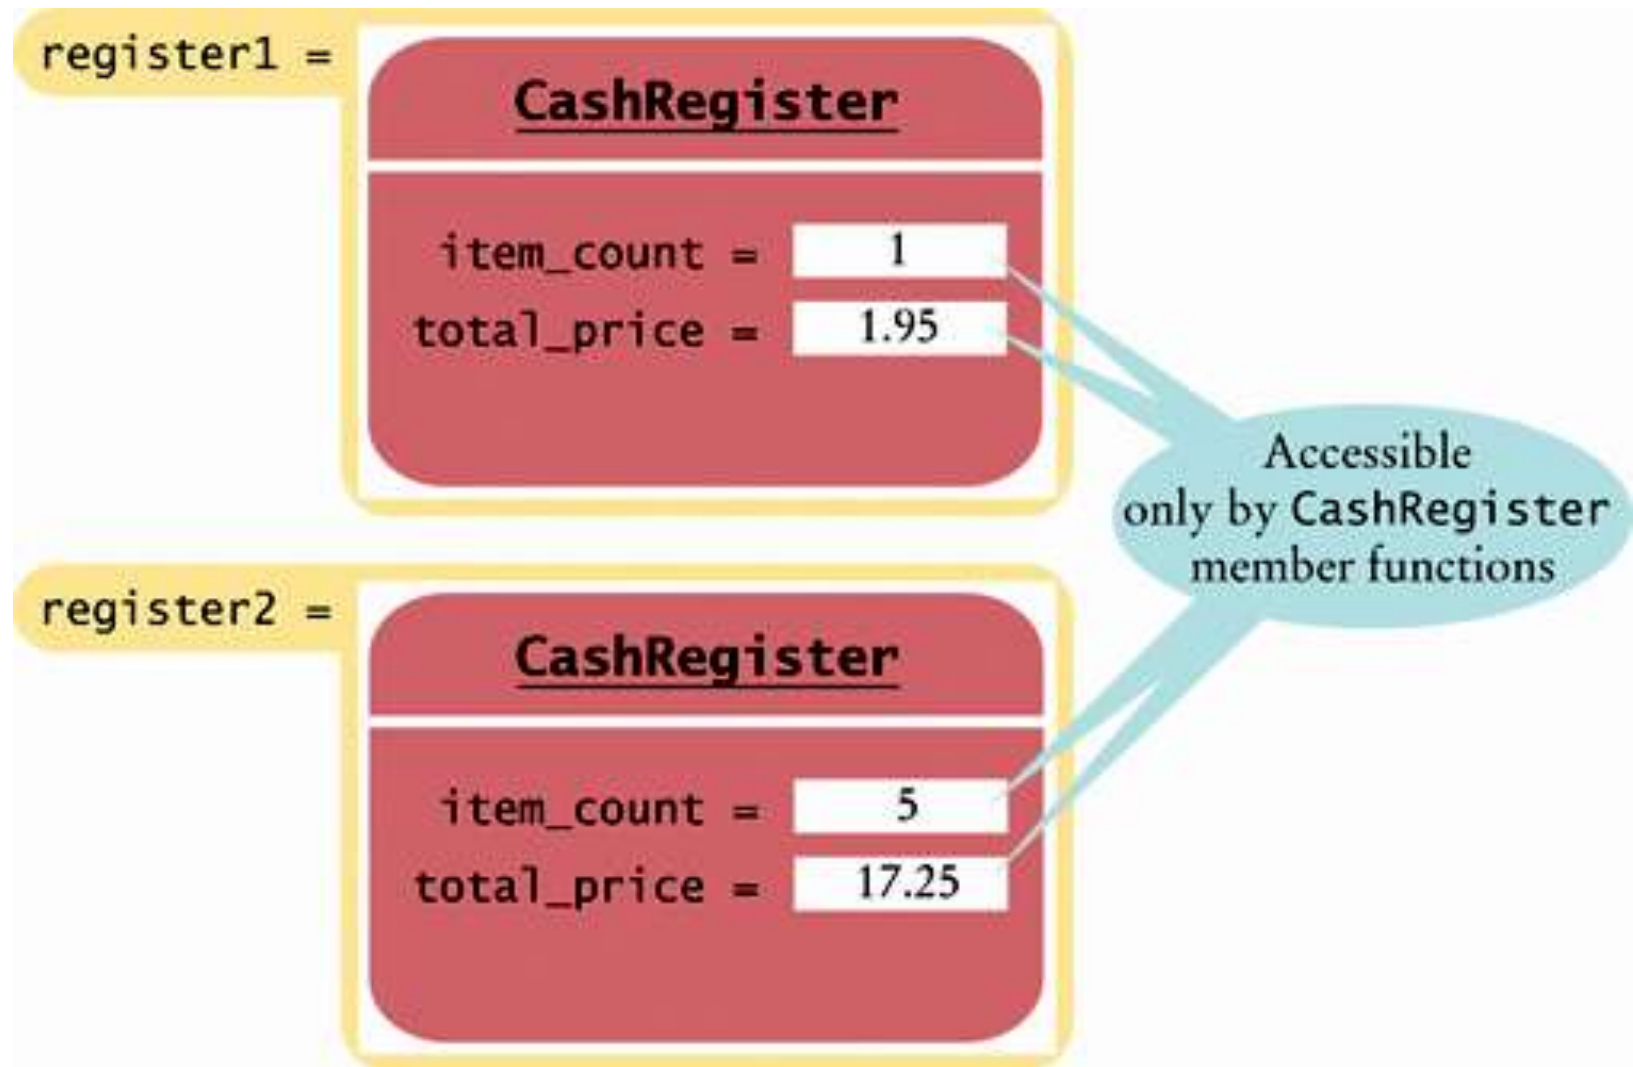 register1 =
CashRegister
item_count = 1
total_price = 1.95
Accessible
only by CashRegister
member functions
register2 =
CashRegister
item_count = 5
total_price = 17.25